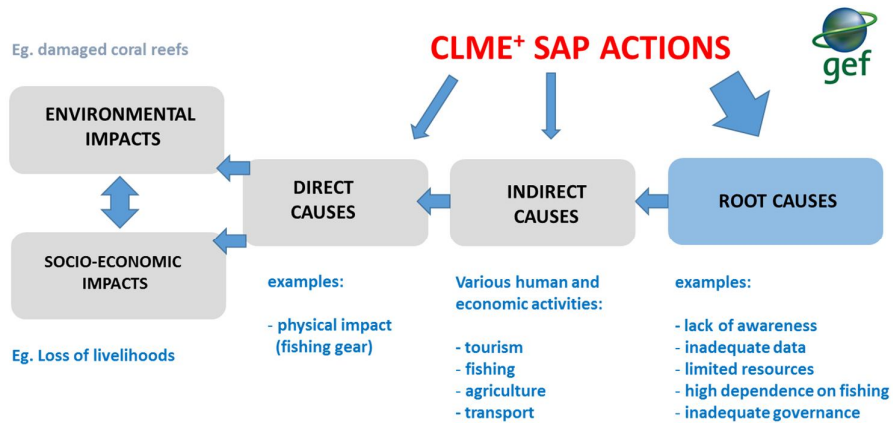 Eg. damaged coral reefs
CLME+ SAP ACTIONS
gef
ENVIRONMENTAL
IMPACTS
DIRECT
CAUSES
INDIRECT
CAUSES
ROOT CAUSES
SOCIO-ECONOMIC
IMPACTS
Eg. Loss of livelihoods
examples:
- physical impact
(fishing gear)
Various human and
economic activities:
- tourism
- fishing
- agriculture
- transport
examples:
- lack of awareness
- inadequate data
- limited resources
- high dependence on fishing
- inadequate governance